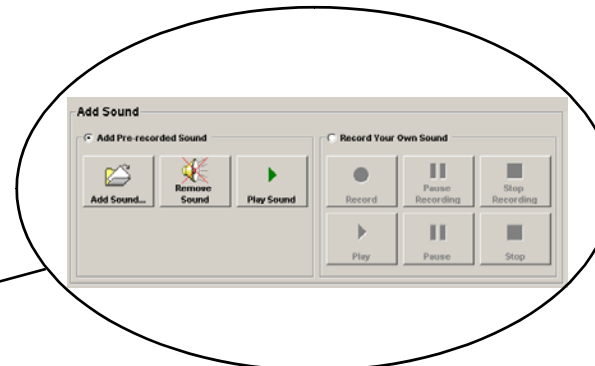 Add Sound
Add Pre-recorded Sound
Add Sound...
Remove
Sound
Play Sound
Record Your Own Sound
Record
Pause
Recording
Stop
Recording
Play
Pause
Stop